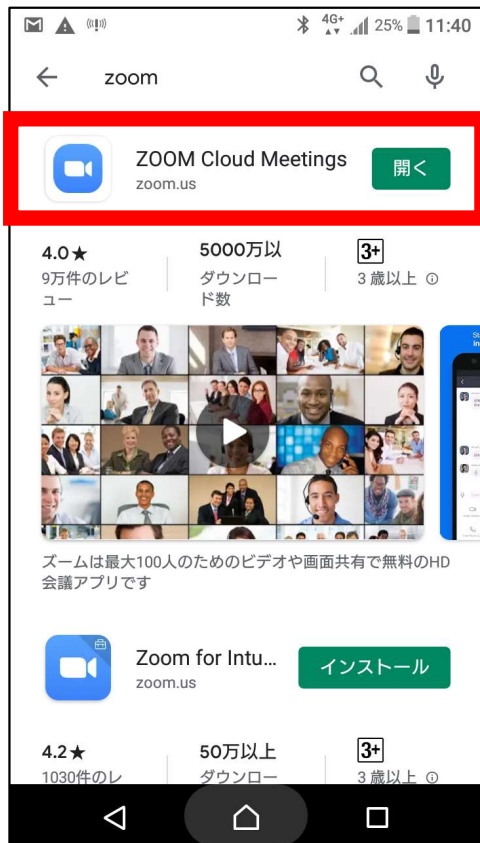 4G+ 25% 11:40
zoom
ZOOM Cloud Meetings
zoom.us
開く
4.0★
9万件のレビ
ュー
5000万以
ダウンロー
ド数
3+
3 歳以上
ズームは最大100人のためのビデオや画面共有で無料のHD
会議アプリです
Zoom for Intu...
zoom.us
インストール
4.2★
1030件のレ
50万以上
ダウンロー
3+
3 歳以上